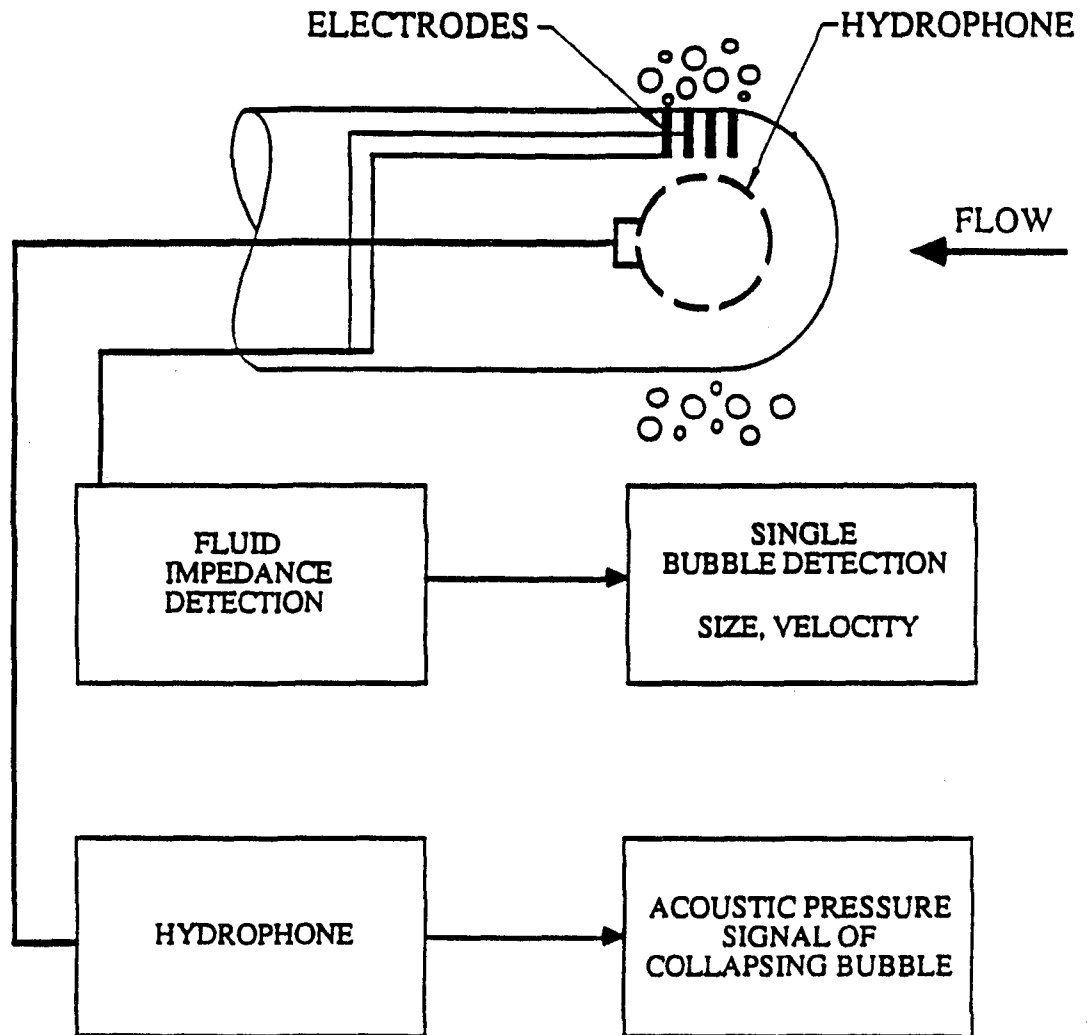 ELECTRODES
HYDROPHONE
FLOW
FLUID
IMPEDANCE
DETECTION
SINGLE
BUBBLE DETECTION
SIZE, VELOCITY
HYDROPHONE
ACOUSTIC PRESSURE
SIGNAL OF
COLLAPSING BUBBLE